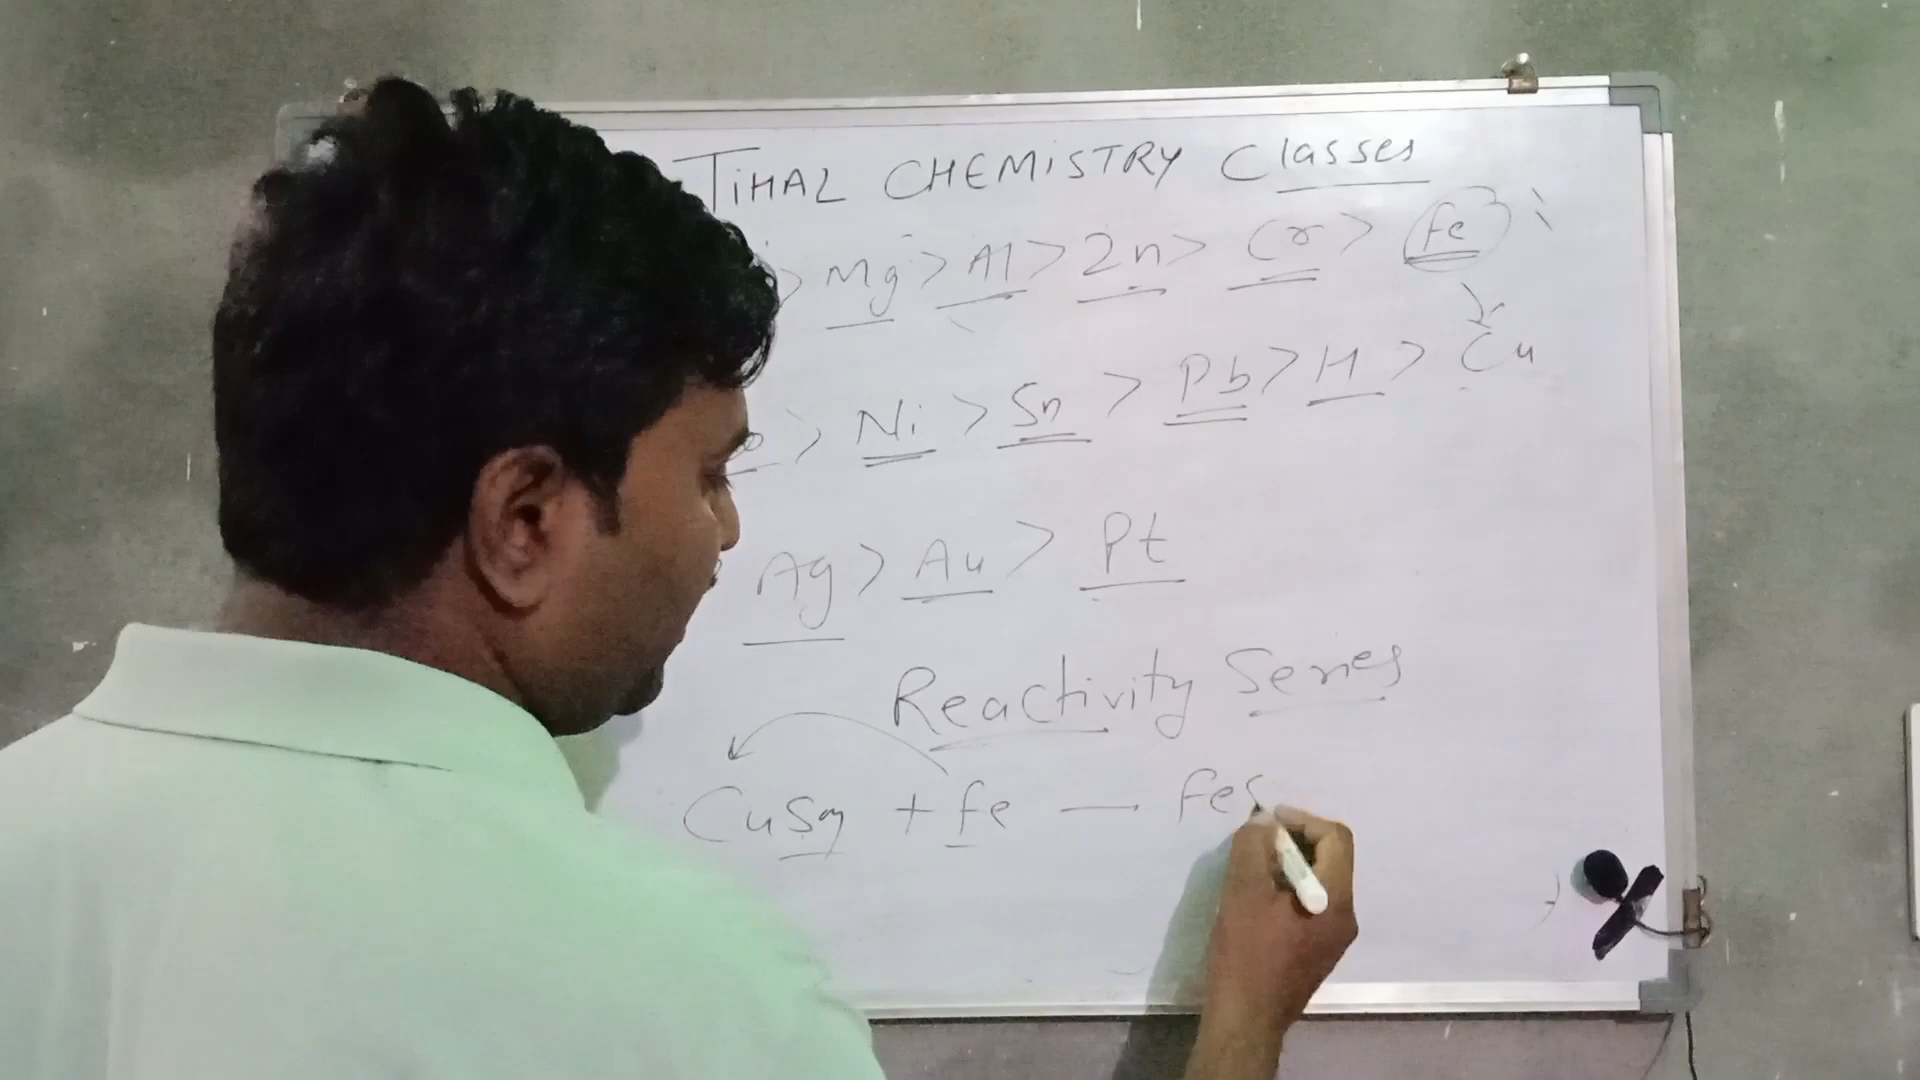 TIHAL CHEMISTRY Classes
> Mg > Al > Zn > Cr > Fe
> Ni > Sn > Pb > H > Cu
Ag > Au > Pt
Reactivity Series
CuSO4 + Fe — FeS